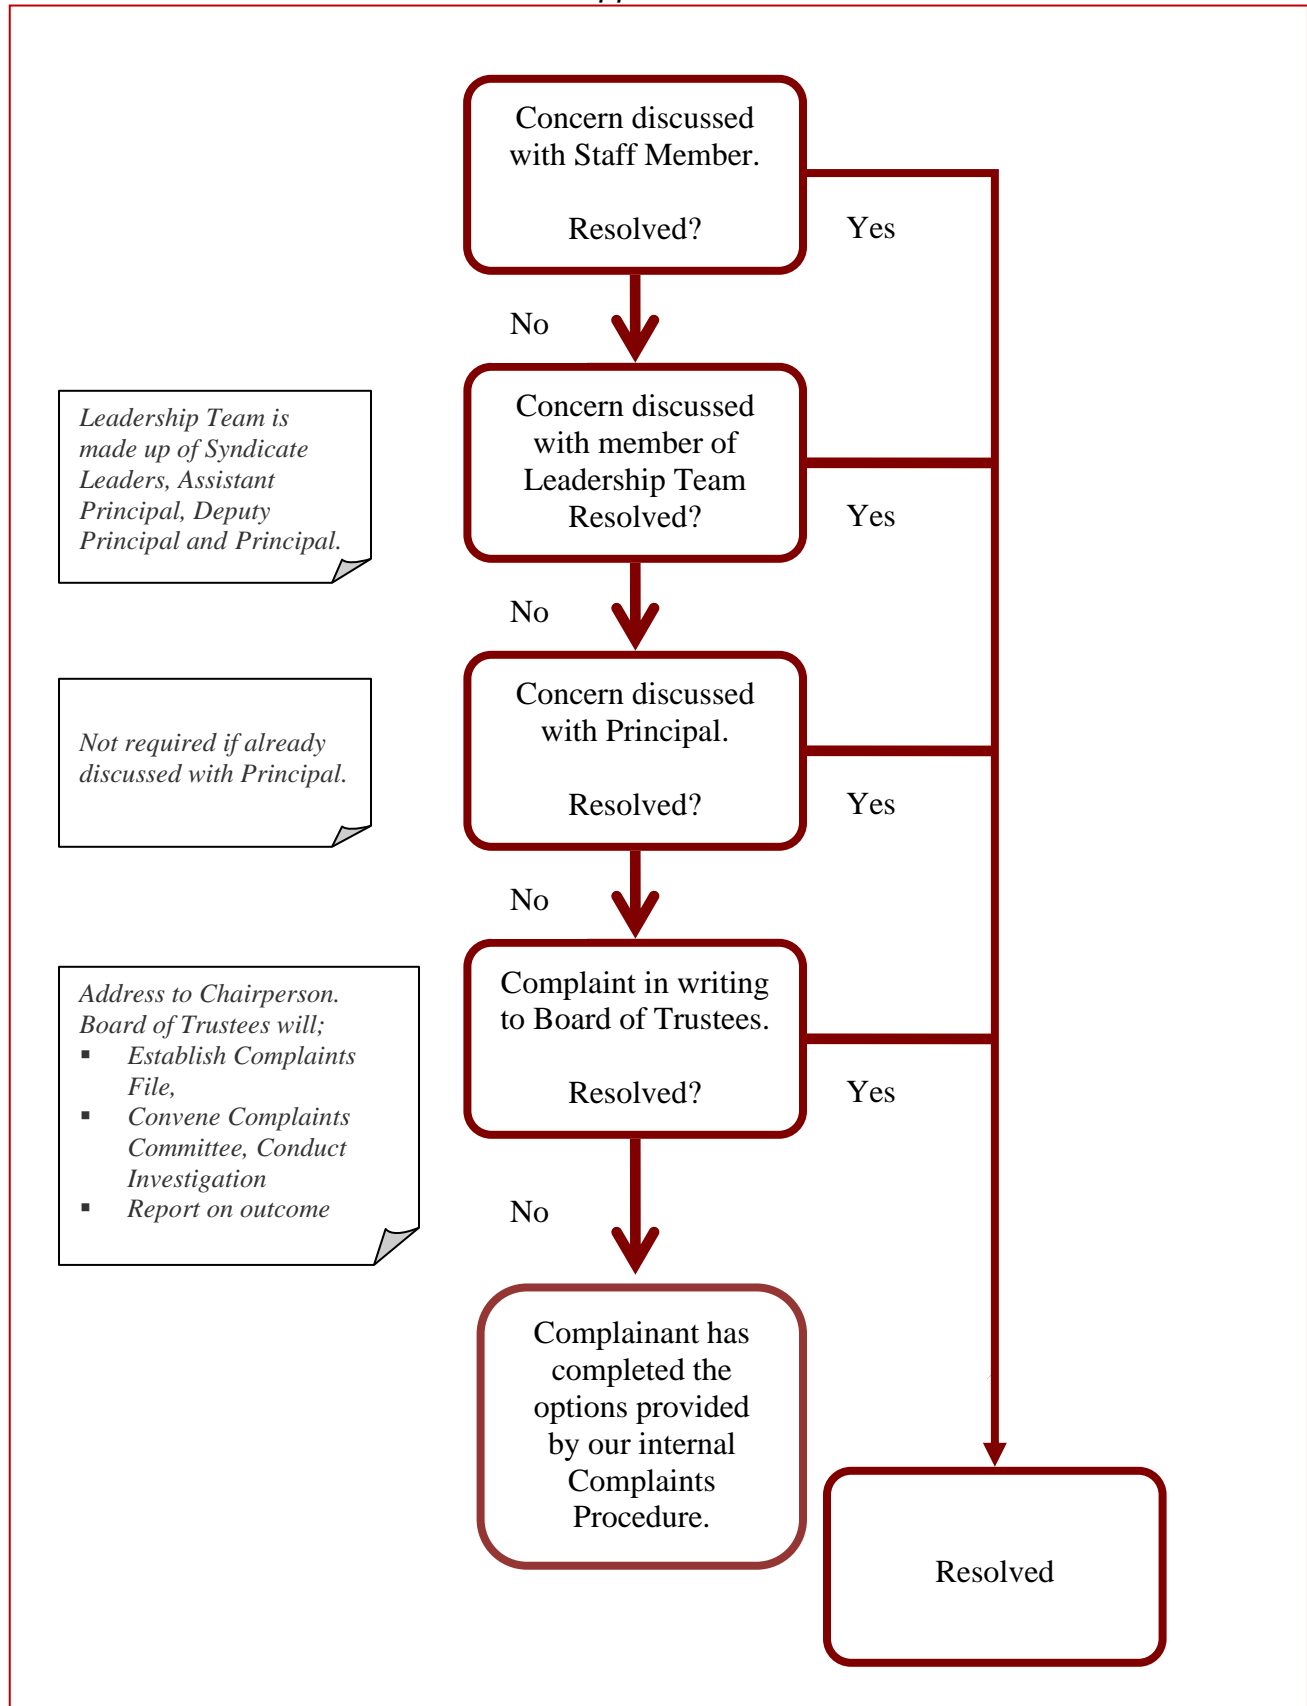 Concern discussed
with Staff Member.
Resolved?
Yes
No
Leadership Team is
made up of Syndicate
Leaders, Assistant
Principal, Deputy
Principal and Principal.
Concern discussed
with member of
Leadership Team
Resolved?
Yes
No
Not required if already
discussed with Principal.
Concern discussed
with Principal.
Resolved?
Yes
No
Address to Chairperson.
Board of Trustees will;
▪ Establish Complaints
File,
▪ Convene Complaints
Committee, Conduct
Investigation
▪ Report on outcome
Complaint in writing
to Board of Trustees.
Resolved?
Yes
No
Complainant has
completed the
options provided
by our internal
Complaints
Procedure.
Resolved